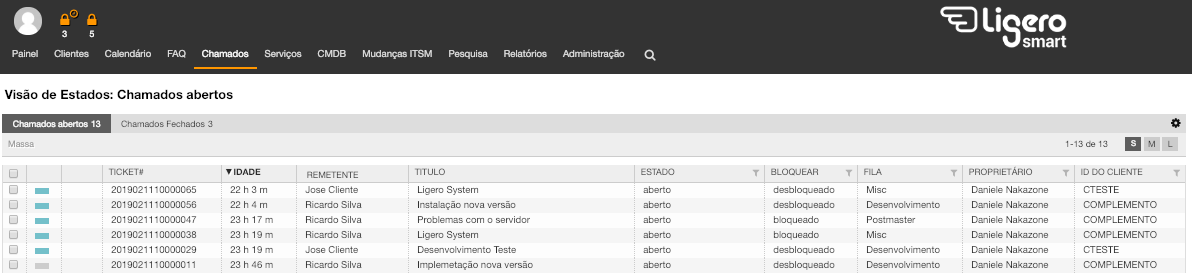 3 5
Ligero
smart
Painel Clientes Calendário FAQ Chamados Serviços CMDB Mudanças ITSM Pesquisa Relatórios Administração
Visão de Estados: Chamados abertos
Chamados abertos 13 Chamados Fechados 3
Massa 1-13 de 13 S M L
TICKET# ▼IDADE REMETENTE TITULO ESTADO BLOQUEAR FILA PROPRIETÁRIO ID DO CLIENTE
2019021110000065 22 h 3 m Jose Cliente Ligero System aberto desbloqueado Misc Daniele Nakazone CTESTE
2019021110000056 22 h 4 m Ricardo Silva Instalação nova versão aberto desbloqueado Desenvolvimento Daniele Nakazone COMPLEMENTO
2019021110000047 23 h 17 m Ricardo Silva Problemas com o servidor aberto bloqueado Postmaster Daniele Nakazone COMPLEMENTO
2019021110000038 23 h 19 m Ricardo Silva Ligero System aberto bloqueado Misc Daniele Nakazone COMPLEMENTO
2019021110000029 23 h 19 m Jose Cliente Desenvolvimento Teste aberto desbloqueado Desenvolvimento Daniele Nakazone CTESTE
2019021110000011 23 h 46 m Ricardo Silva Implemetação nova versão aberto desbloqueado Desenvolvimento Daniele Nakazone COMPLEMENTO